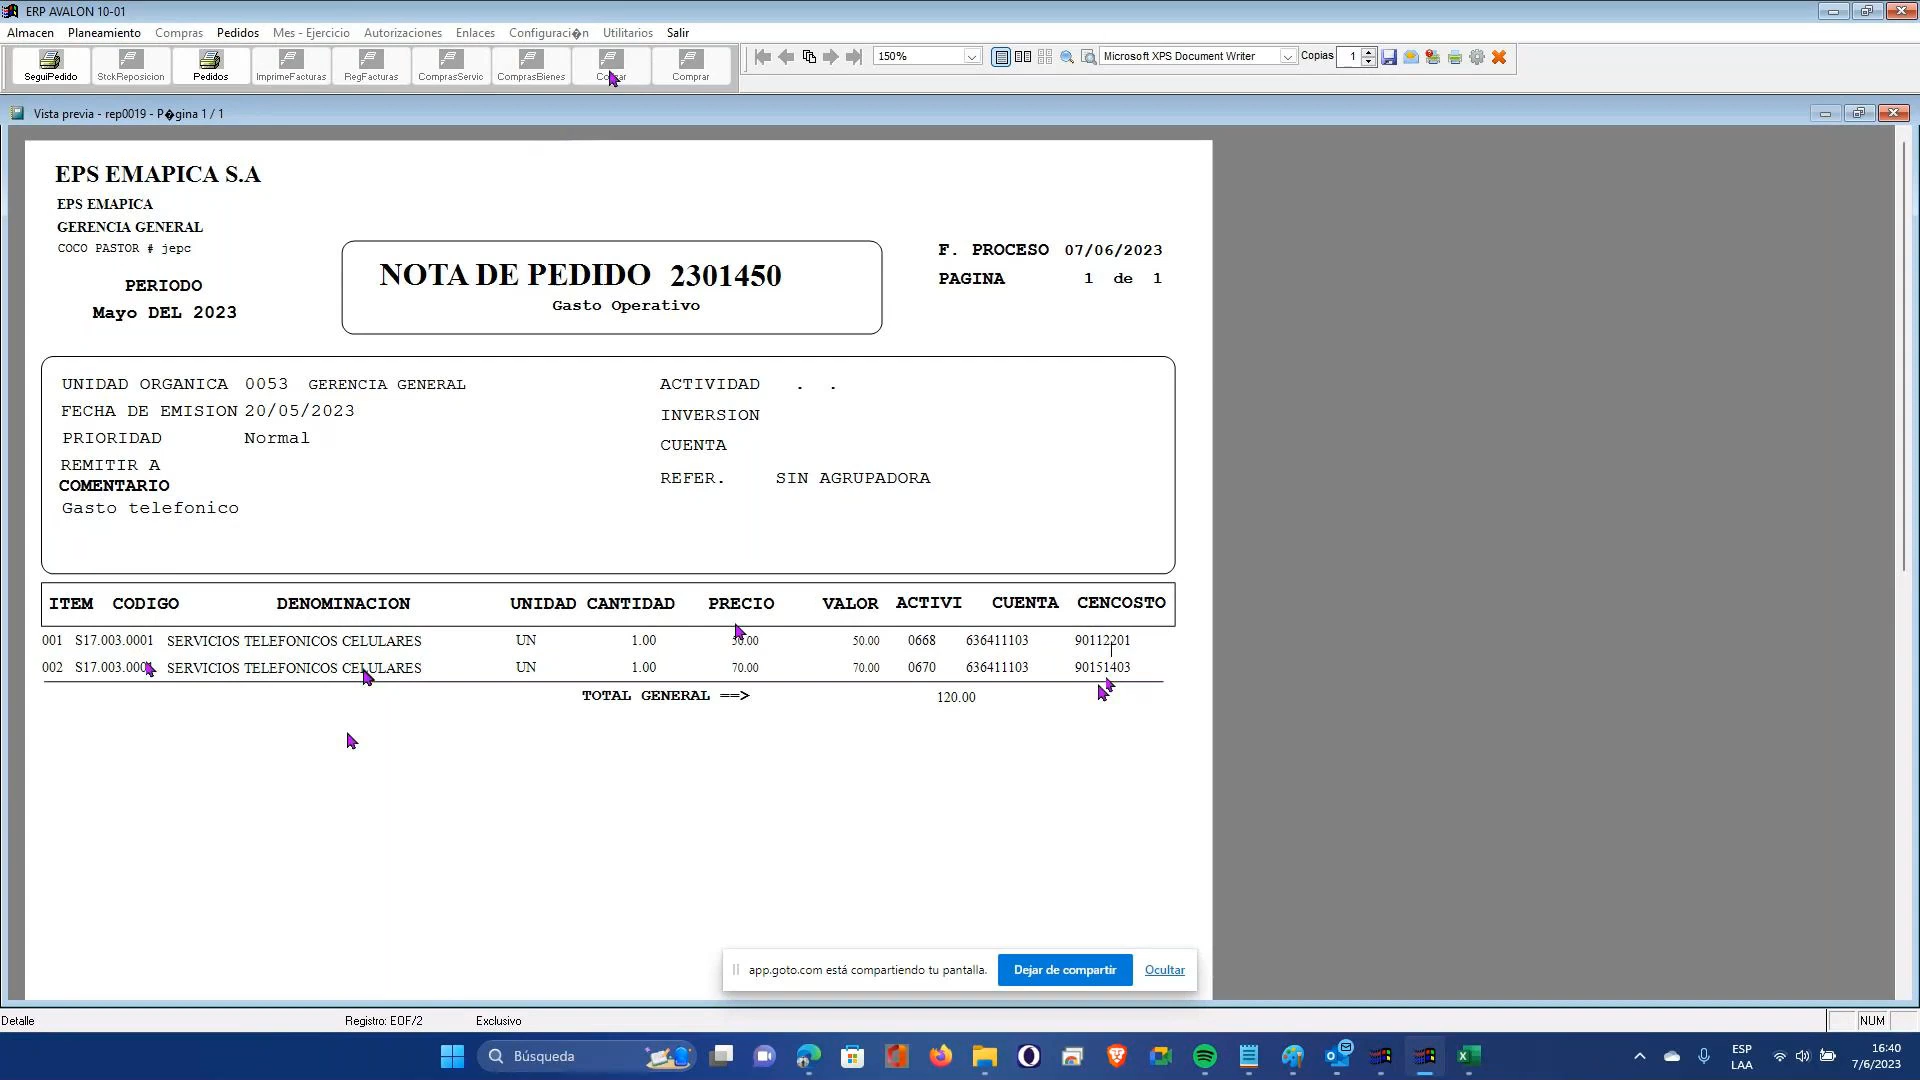 ERP AVALON 10-01
Almacen Planeamiento Compras Pedidos Mes - Ejercicio Autorizaciones Enlaces Configuraci�n Utilitarios Salir
SeguiPedido StckReposicion Pedidos ImprimeFacturas RegFacturas ComprasServic ComprasBienes Comprar
150% Microsoft XPS Document Writer Copias 1
Vista previa - rep0019 - P�gina 1 / 1
EPS EMAPICA S.A
EPS EMAPICA
GERENCIA GENERAL
COCO PASTOR # jepc
PERIODO
Mayo DEL 2023
NOTA DE PEDIDO 2301450
Gasto Operativo
F. PROCESO 07/06/2023
PAGINA 1 de 1
UNIDAD ORGANICA 0053 GERENCIA GENERAL
FECHA DE EMISION 20/05/2023
PRIORIDAD Normal
REMITIR A
COMENTARIO
Gasto telefonico
ACTIVIDAD . .
INVERSION
CUENTA
REFER. SIN AGRUPADORA
ITEM CODIGO DENOMINACION UNIDAD CANTIDAD PRECIO VALOR ACTIVI CUENTA CENCOSTO
001 S17.003.0001 SERVICIOS TELEFONICOS CELULARES UN 1.00 50.00 50.00 0668 636411103 90112201
002 S17.003.0001 SERVICIOS TELEFONICOS CELULARES UN 1.00 70.00 70.00 0670 636411103 90151403
TOTAL GENERAL ==> 120.00
app.goto.com está compartiendo tu pantalla. Dejar de compartir Ocultar
Detalle Registro: EOF/2 Exclusivo NUM
Búsqueda
ESP
LAA
16:40
7/6/2023